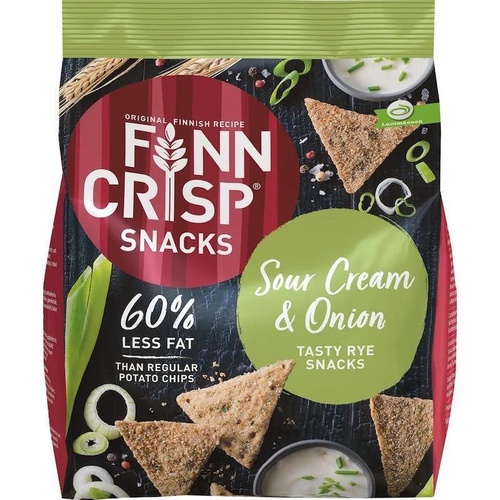 ORIGINAL FINNISH RECIPE
FINN
CRISP®
SNACKS
Lantmännen
Sour Cream
& Onion
TASTY RYE
SNACKS
60%
LESS FAT
THAN REGULAR
POTATO CHIPS